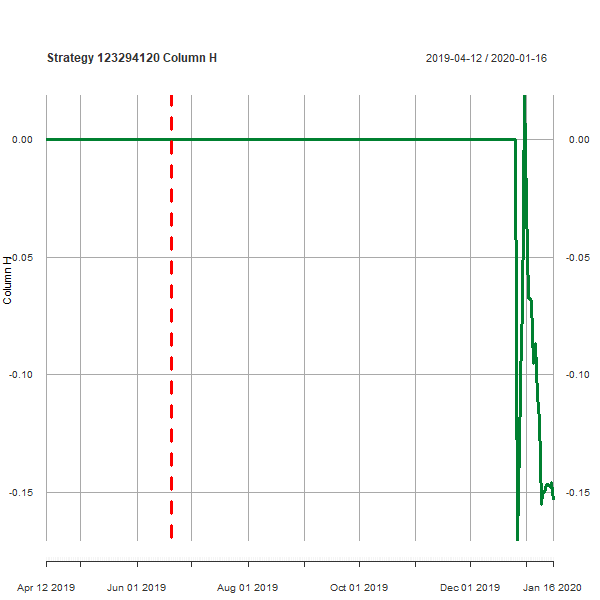 Strategy 123294120 Column H
2019-04-12 / 2020-01-16
0.00
0.00
-0.05
-0.05
Column H
-0.10
-0.10
-0.15
-0.15
Apr 12 2019
Jun 01 2019
Aug 01 2019
Oct 01 2019
Dec 01 2019
Jan 16 2020